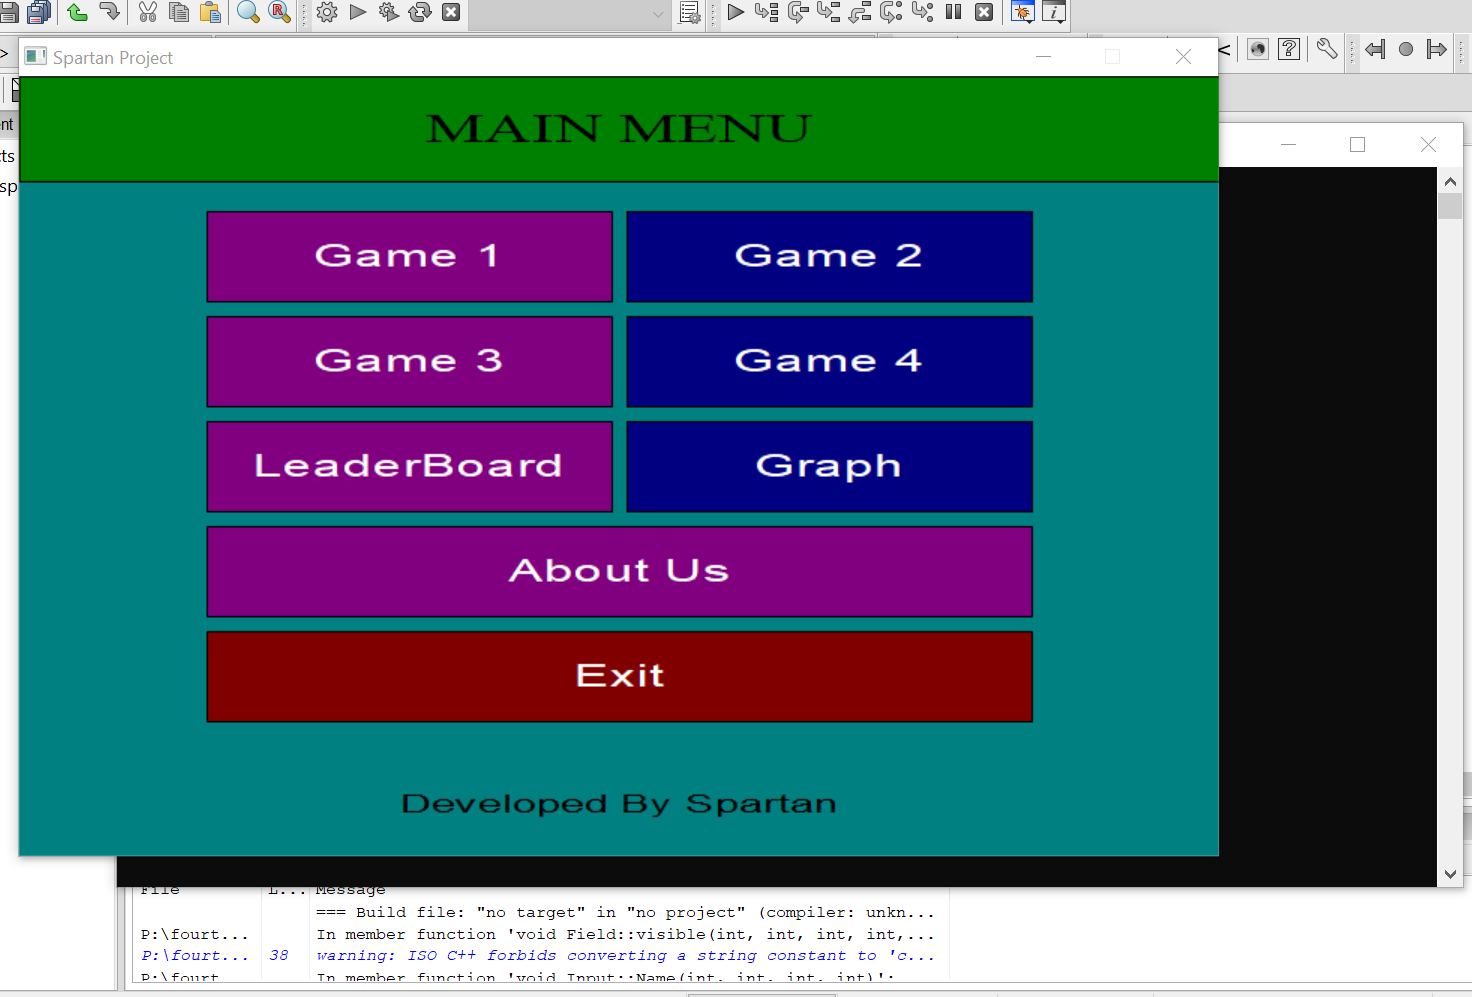 Spartan Project
MAIN MENU
Game 1
Game 2
Game 3
Game 4
LeaderBoard
Graph
About Us
Exit
Developed By Spartan
File L... Message
=== Build file: "no target" in "no project" (compiler: unkn...
P:\fourt... In member function 'void Field::visible(int, int, int, int,...
P:\fourt... 38 warning: ISO C++ forbids converting a string constant to 'c...
P:\fourt In member function 'void Input::Name(int, int, int, int)':